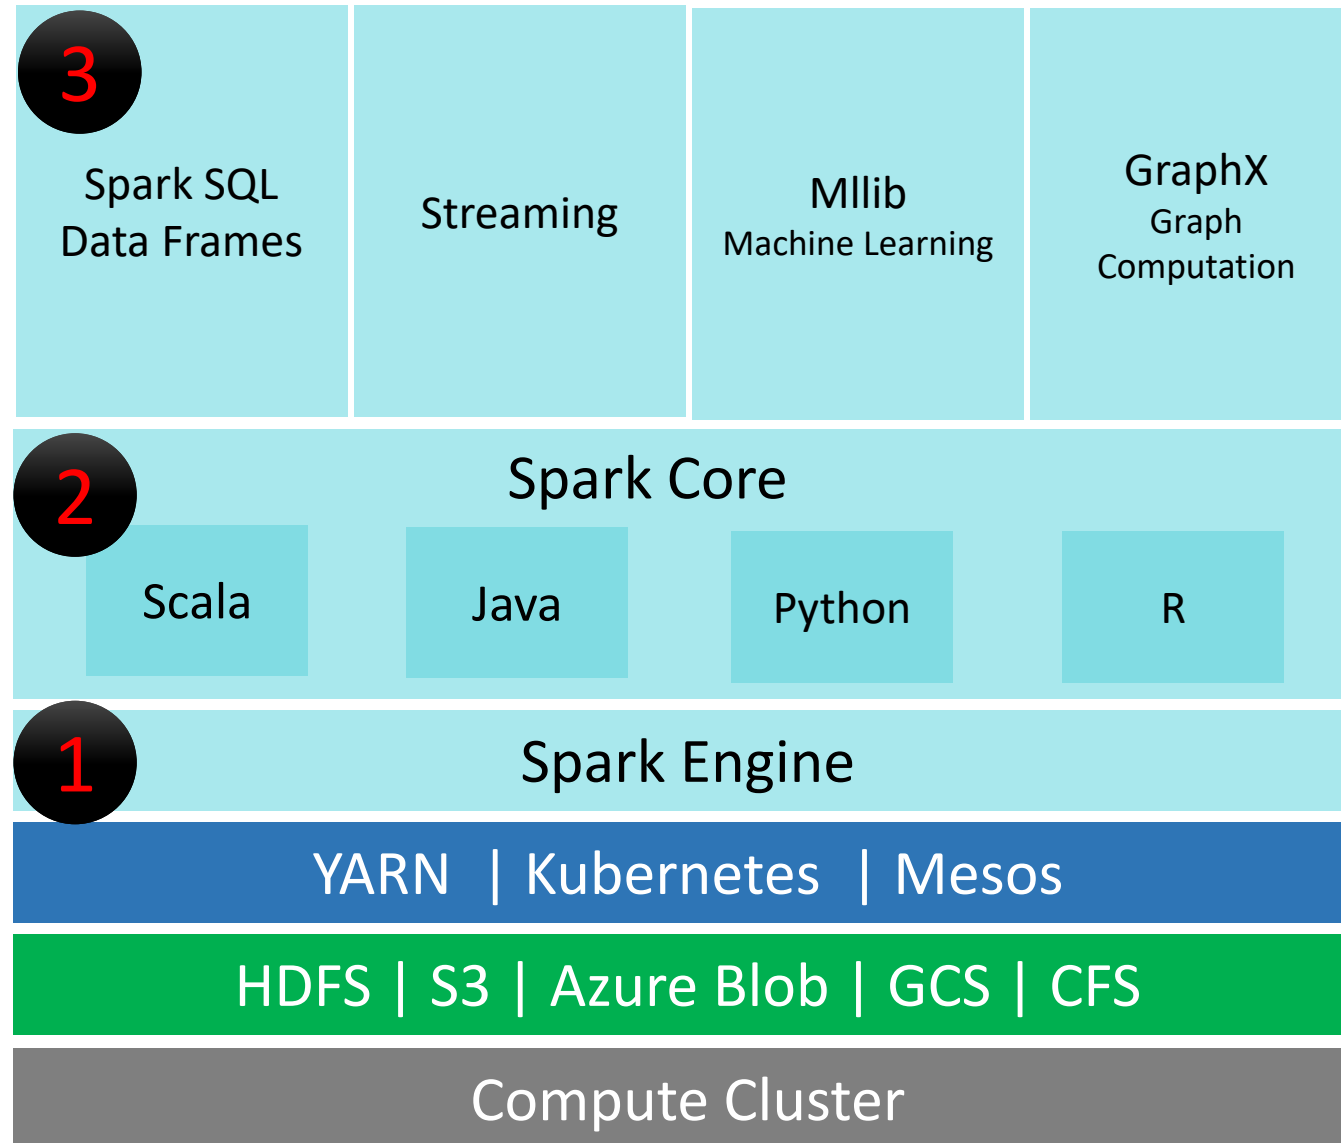 3
Spark SQL
Data Frames
Streaming
Mllib
Machine Learning
GraphX
Graph
Computation
2
Spark Core
Scala
Java
Python
R
1
Spark Engine
YARN | Kubernetes | Mesos
HDFS | S3 | Azure Blob | GCS | CFS
Compute Cluster